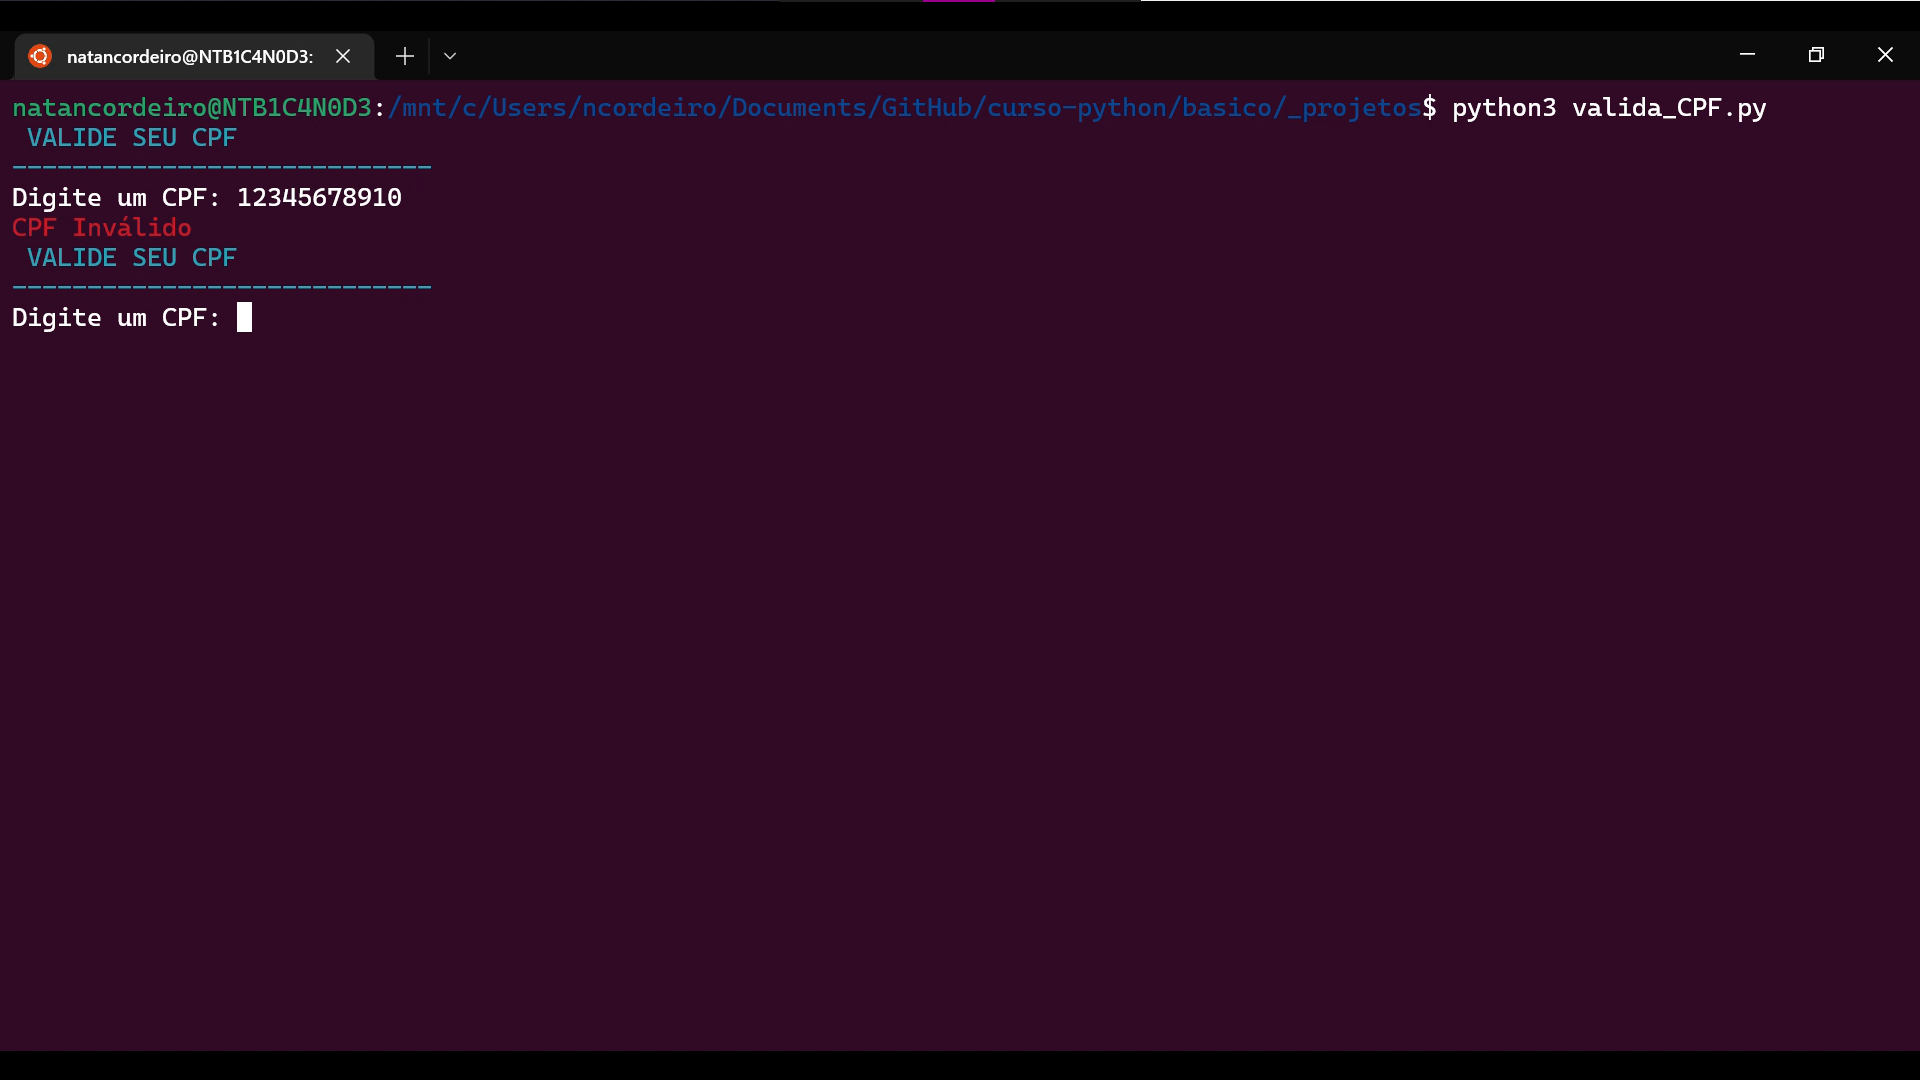 natancordeiro@NTB1C4N0D3:
natancordeiro@NTB1C4N0D3:/mnt/c/Users/ncordeiro/Documents/GitHub/curso-python/basico/_projetos$ python3 valida_CPF.py
VALIDE SEU CPF
----------------------------
Digite um CPF: 12345678910
CPF Inválido
VALIDE SEU CPF
----------------------------
Digite um CPF: